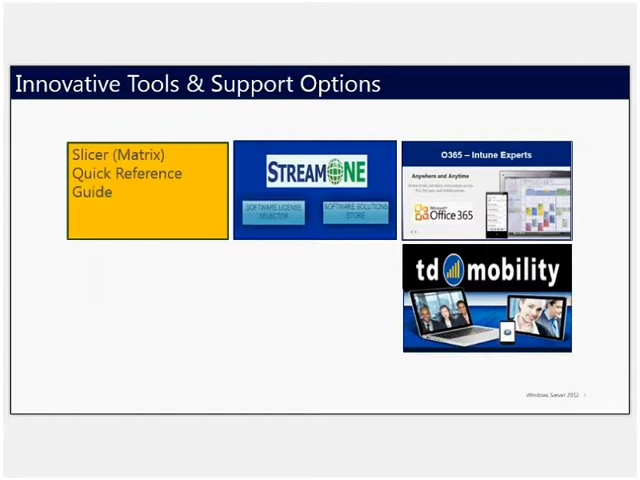 Innovative Tools & Support Options
Slicer (Matrix)
Quick Reference
Guide
STREAMONE
SOFTWARE LICENSE
SELECTOR
SOFTWARE SOLUTIONS
STORE
O365 – Intune Experts
Anywhere and Anytime
Office 365
td mobility
Windows Server 2012